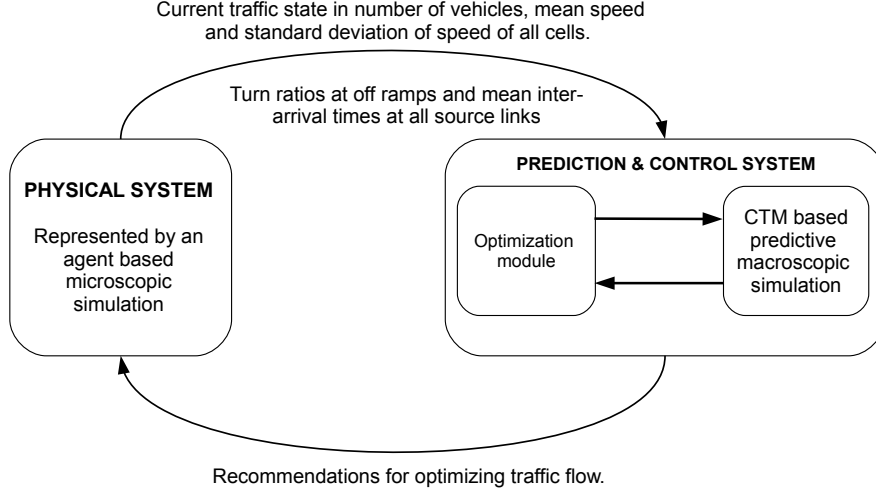 Current traffic state in number of vehicles, mean speed
and standard deviation of speed of all cells.
Turn ratios at off ramps and mean inter-
arrival times at all source links
PHYSICAL SYSTEM
Represented by an
agent based
microscopic
simulation
PREDICTION & CONTROL SYSTEM
Optimization
module
CTM based
predictive
macroscopic
simulation
Recommendations for optimizing traffic flow.